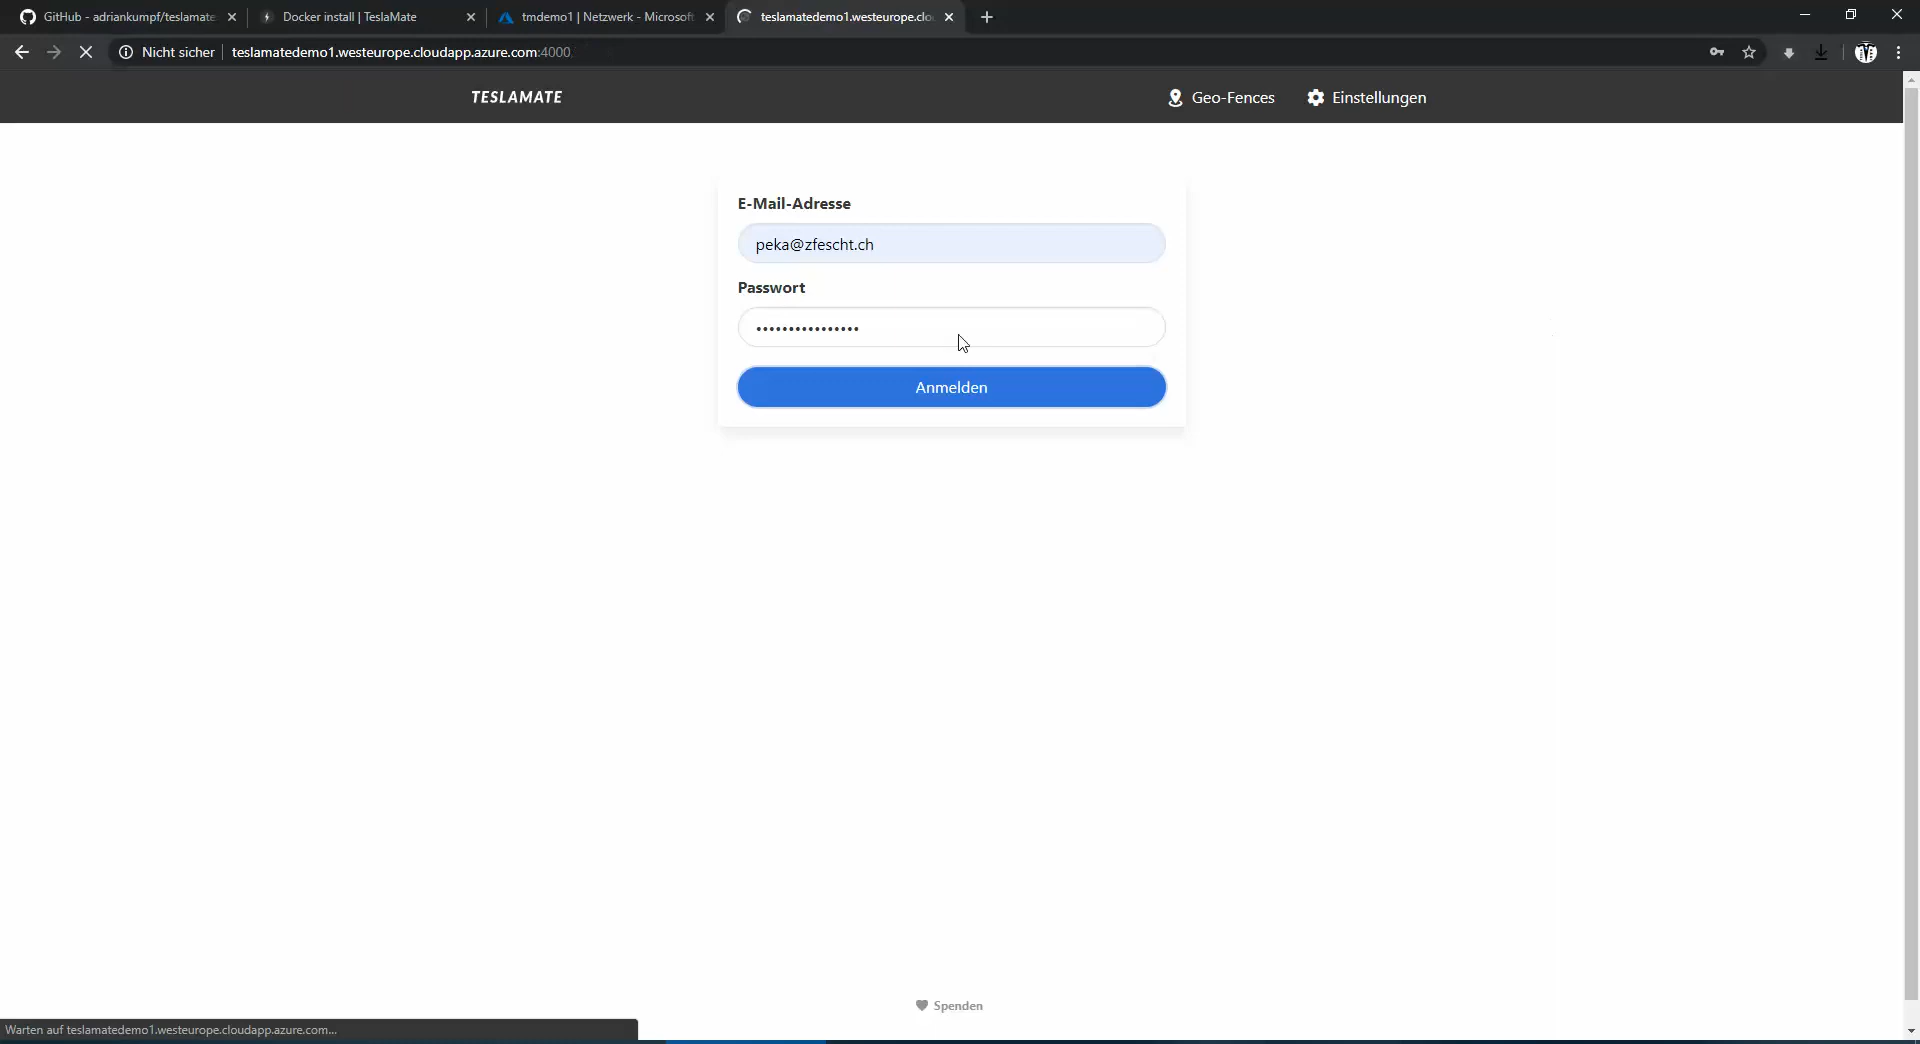 GitHub - adriankumpf/teslamate
Docker install | TeslaMate
tmdemo1 | Netzwerk - Microsoft
teslamatedemo1.westeurope.clo
Nicht sicher
teslamatedemo1.westeurope.cloudapp.azure.com:4000
TESLAMATE
Geo-Fences
Einstellungen
E-Mail-Adresse
peka@zfescht.ch
Passwort
••••••••••••••••
Anmelden
Spenden
Warten auf teslamatedemo1.westeurope.cloudapp.azure.com...